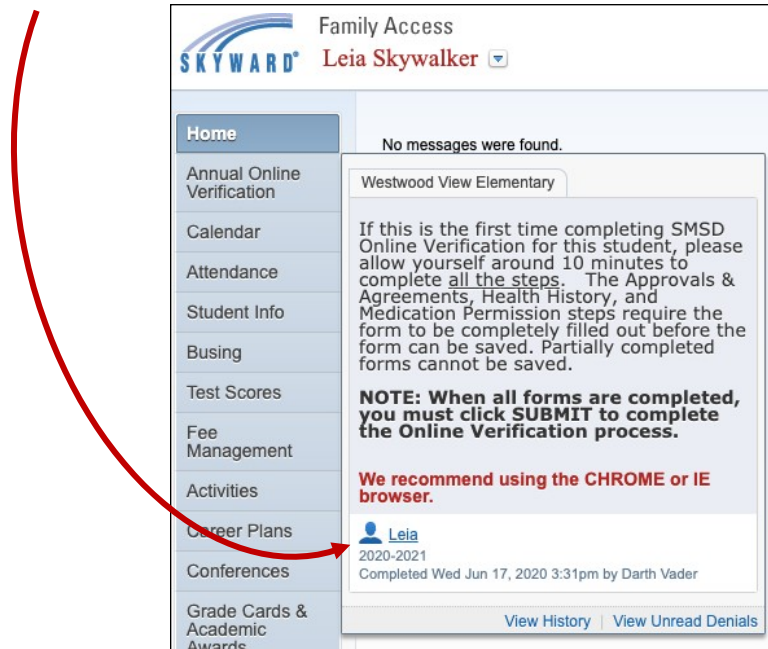 Family Access
SKYWARD®
Leia Skywalker
Home
Annual Online
Verification
Calendar
Attendance
Student Info
Busing
Test Scores
Fee
Management
Activities
Career Plans
Conferences
Grade Cards &
Academic
Awards
No messages were found.
Westwood View Elementary
If this is the first time completing SMSD
Online Verification for this student, please
allow yourself around 10 minutes to
complete all the steps.   The Approvals &
Agreements, Health History, and
Medication Permission steps require the
form to be completely filled out before the
form can be saved. Partially completed
forms cannot be saved.
NOTE: When all forms are completed,
you must click SUBMIT to complete
the Online Verification process.
We recommend using the CHROME or IE
browser.
Leia
2020-2021
Completed Wed Jun 17, 2020 3:31pm by Darth Vader
View History | View Unread Denials